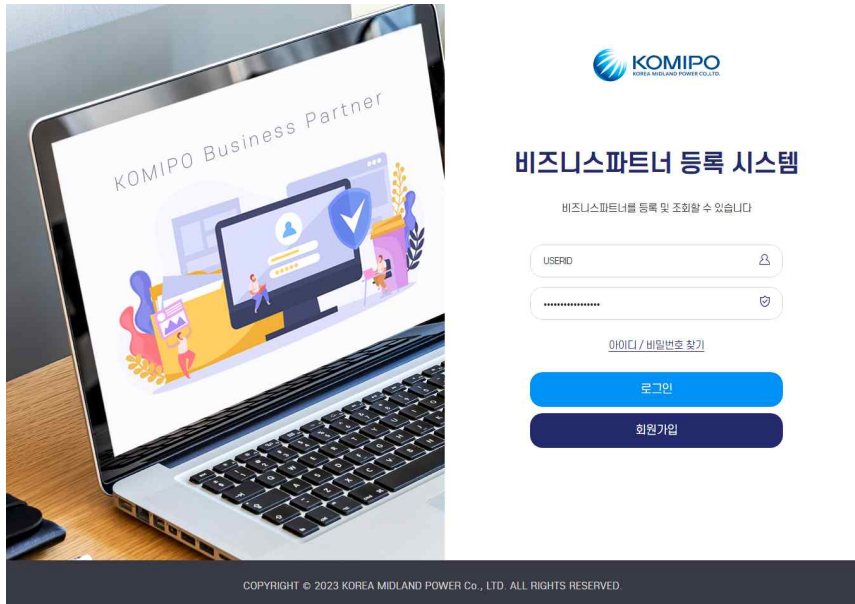 KOMIPO Business Partner
KOMIPO
KOREA MIDLAND POWER CO.,LTD.
비즈니스파트너 등록 시스템
비즈니스파트너를 등록 및 조회할 수 있습니다
USERID
•••••••••••••••••
아이디 / 비밀번호 찾기
로그인
회원가입
COPYRIGHT © 2023 KOREA MIDLAND POWER Co., LTD. ALL RIGHTS RESERVED.